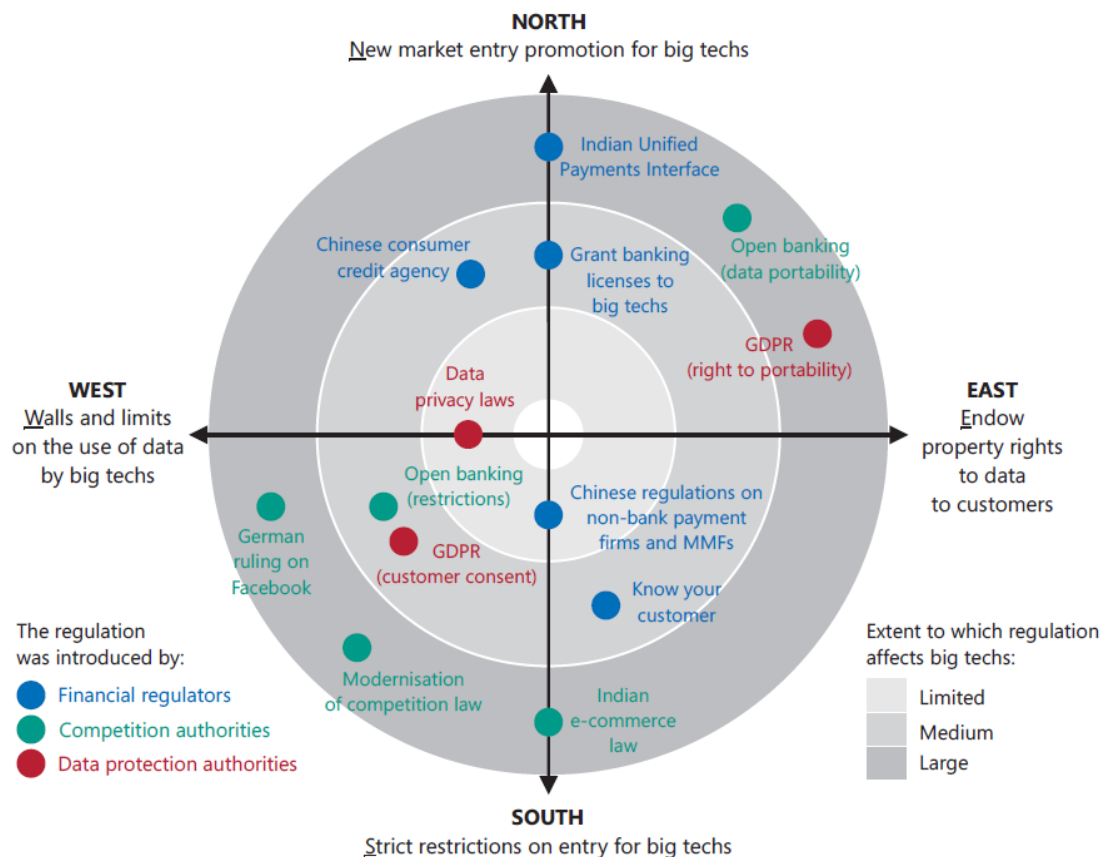 NORTH
New market entry promotion for big techs
Indian Unified
Payments Interface
Chinese consumer
credit agency
Grant banking
licenses to
big techs
Open banking
(data portability)
GDPR
(right to portability)
Data
privacy laws
WEST
Walls and limits
on the use of data
by big techs
EAST
Endow
property rights
to data
to customers
Open banking
(restrictions)
Chinese regulations on
non-bank payment
firms and MMFs
German
ruling on
Facebook
GDPR
(customer consent)
Know your
customer
Modernisation
of competition law
Indian
e-commerce
law
The regulation
was introduced by:
Financial regulators
Competition authorities
Data protection authorities
Extent to which regulation
affects big techs:
Limited
Medium
Large
SOUTH
Strict restrictions on entry for big techs